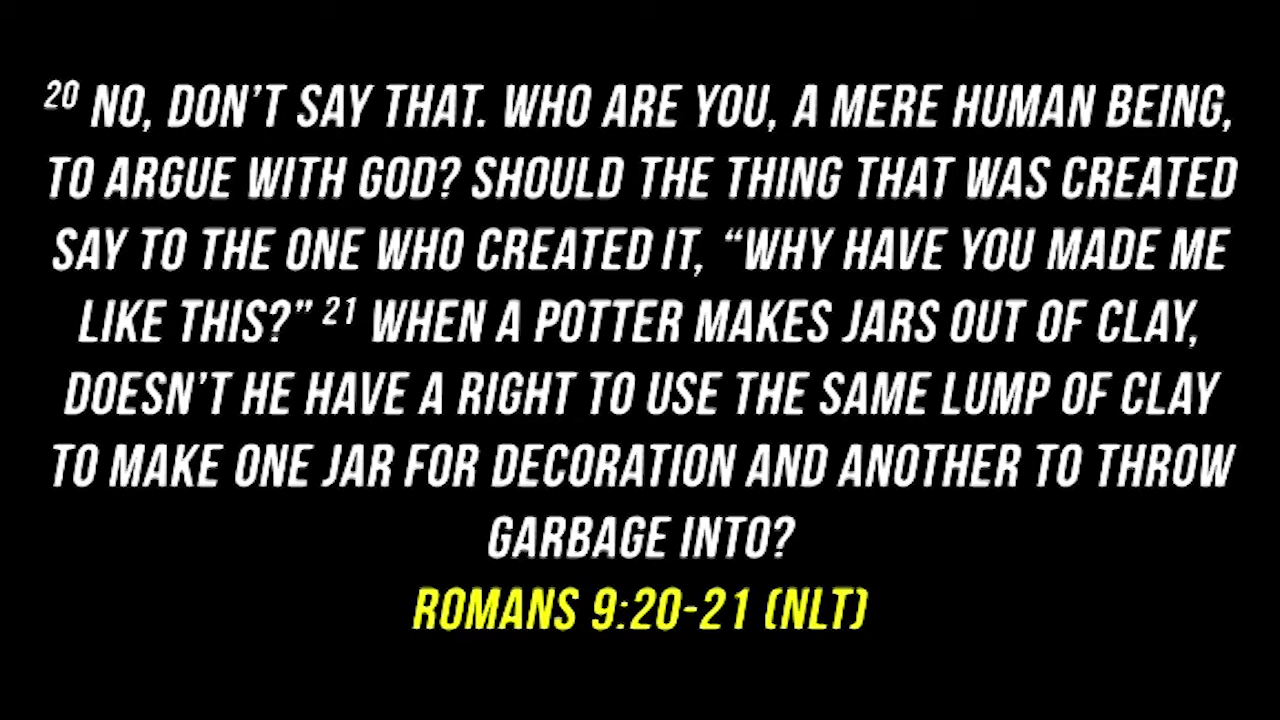 20 NO, DON'T SAY THAT. WHO ARE YOU, A MERE HUMAN BEING,
TO ARGUE WITH GOD? SHOULD THE THING THAT WAS CREATED
SAY TO THE ONE WHO CREATED IT, “WHY HAVE YOU MADE ME
LIKE THIS?” 21 WHEN A POTTER MAKES JARS OUT OF CLAY,
DOESN'T HE HAVE A RIGHT TO USE THE SAME LUMP OF CLAY
TO MAKE ONE JAR FOR DECORATION AND ANOTHER TO THROW
GARBAGE INTO?
ROMANS 9:20-21 (NLT)